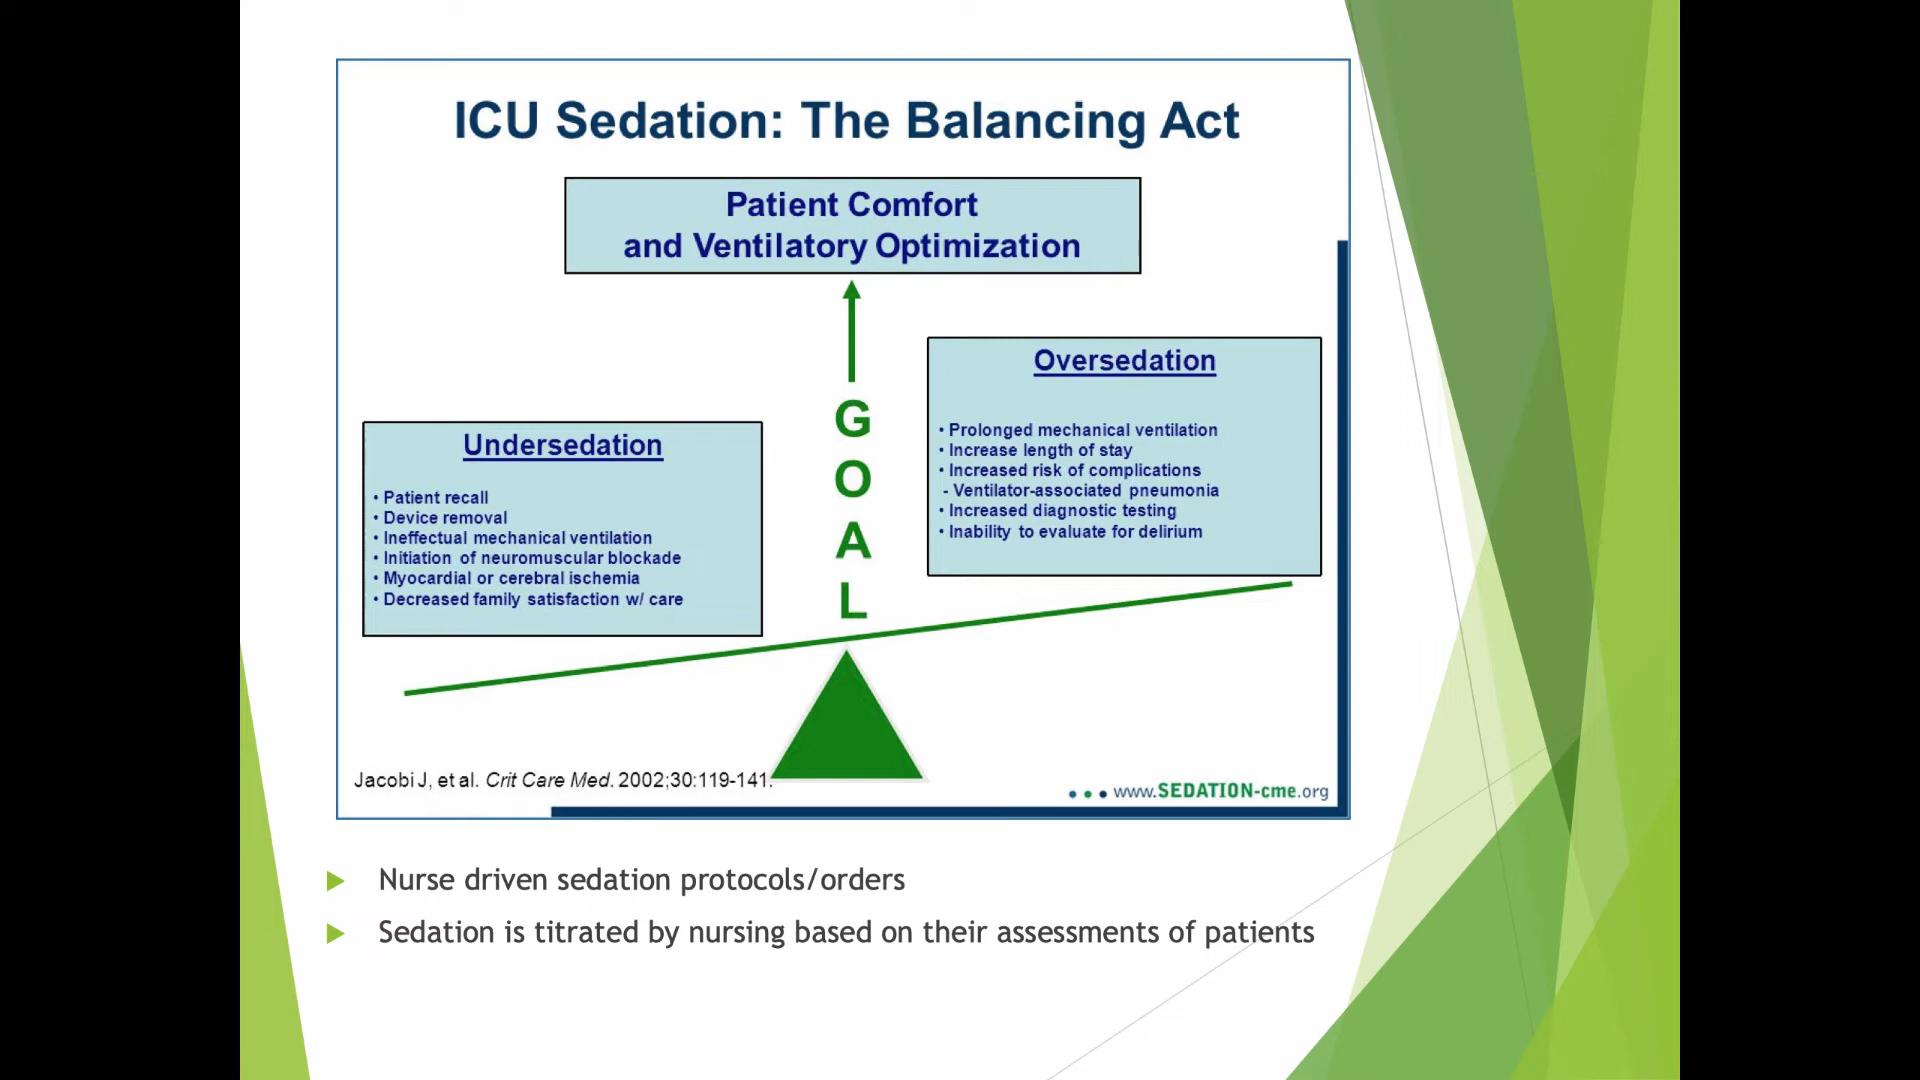 ICU Sedation: The Balancing Act
Patient Comfort
and Ventilatory Optimization
GOAL
Undersedation
• Patient recall
• Device removal
• Ineffectual mechanical ventilation
• Initiation of neuromuscular blockade
• Myocardial or cerebral ischemia
• Decreased family satisfaction w/ care
Oversedation
• Prolonged mechanical ventilation
• Increase length of stay
• Increased risk of complications
- Ventilator-associated pneumonia
• Increased diagnostic testing
• Inability to evaluate for delirium
Jacobi J, et al. Crit Care Med. 2002;30:119-141.
www.SEDATION-cme.org
Nurse driven sedation protocols/orders
Sedation is titrated by nursing based on their assessments of patients